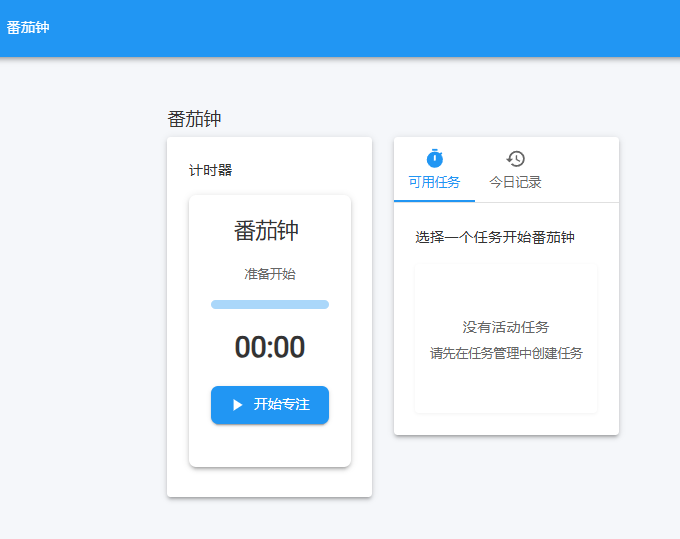 番茄钟
番茄钟
计时器
番茄钟
准备开始
00:00
开始专注
可用任务
今日记录
选择一个任务开始番茄钟
没有活动任务
请先在任务管理中创建任务